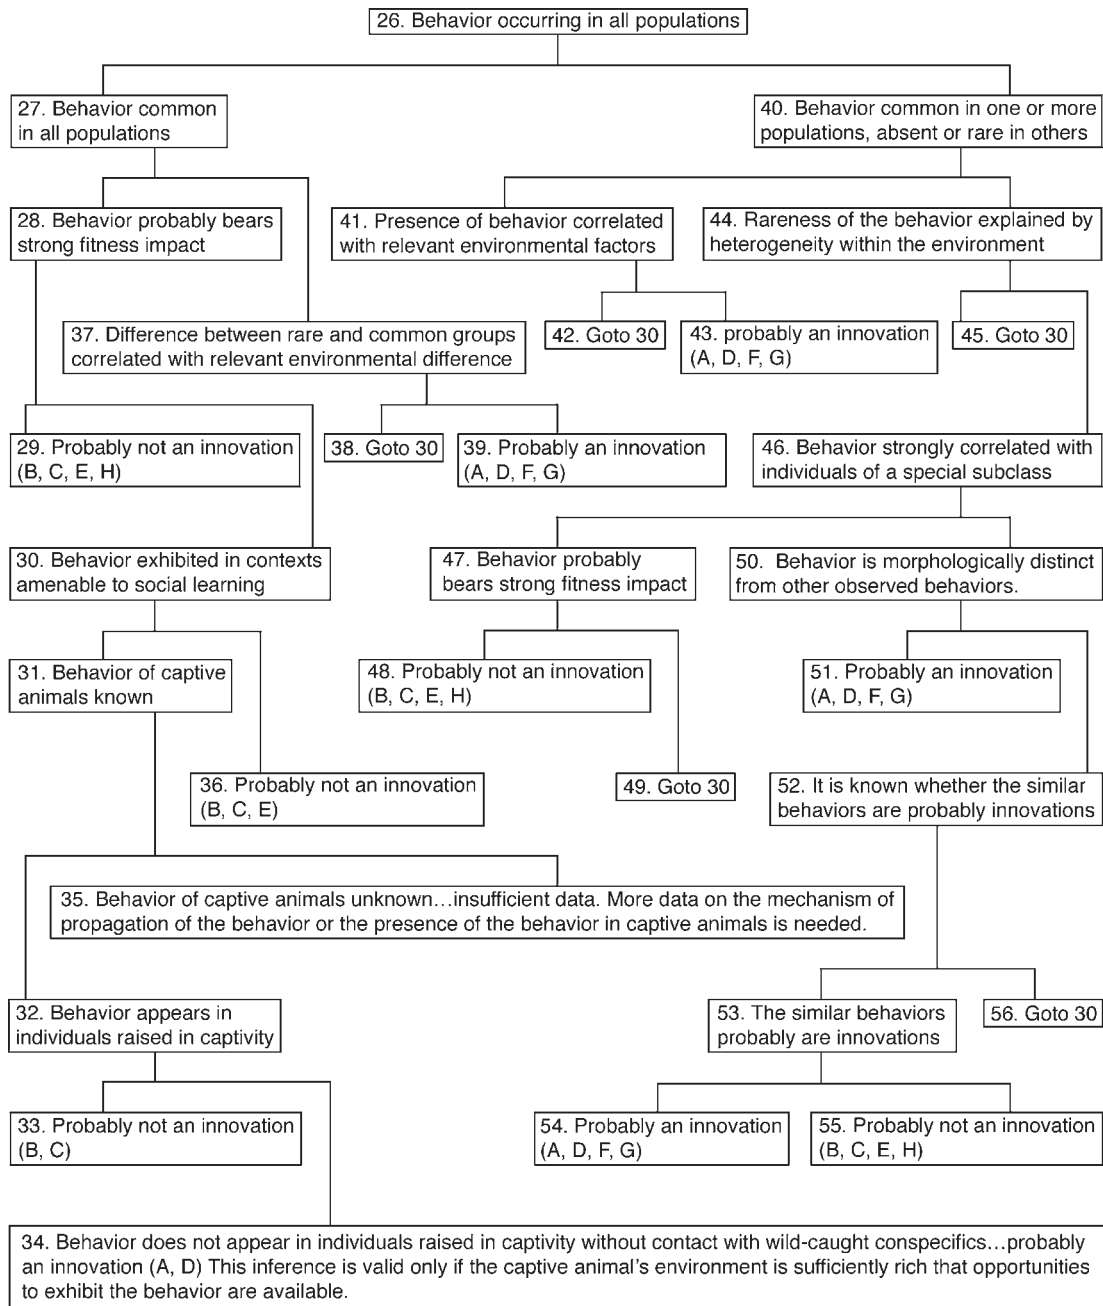 26. Behavior occurring in all populations
27. Behavior common
in all populations
40. Behavior common in one or more
populations, absent or rare in others
28. Behavior probably bears
strong fitness impact
41. Presence of behavior correlated
with relevant environmental factors
44. Rareness of the behavior explained by
heterogeneity within the environment
37. Difference between rare and common groups
correlated with relevant environmental difference
42. Goto 30
43. probably an innovation
(A, D, F, G)
45. Goto 30
29. Probably not an innovation
(B, C, E, H)
38. Goto 30
39. Probably an innovation
(A, D, F, G)
46. Behavior strongly correlated with
individuals of a special subclass
30. Behavior exhibited in contexts
amenable to social learning
47. Behavior probably
bears strong fitness impact
50. Behavior is morphologically distinct
from other observed behaviors.
31. Behavior of captive
animals known
48. Probably not an innovation
(B, C, E, H)
51. Probably an innovation
(A, D, F, G)
36. Probably not an innovation
(B, C, E)
49. Goto 30
52. It is known whether the similar
behaviors are probably innovations
35. Behavior of captive animals unknown...insufficient data. More data on the mechanism of
propagation of the behavior or the presence of the behavior in captive animals is needed.
32. Behavior appears in
individuals raised in captivity
53. The similar behaviors
probably are innovations
56. Goto 30
33. Probably not an innovation
(B, C)
54. Probably an innovation
(A, D, F, G)
55. Probably not an innovation
(B, C, E, H)
34. Behavior does not appear in individuals raised in captivity without contact with wild-caught conspecifics...probably
an innovation (A, D) This inference is valid only if the captive animal's environment is sufficiently rich that opportunities
to exhibit the behavior are available.